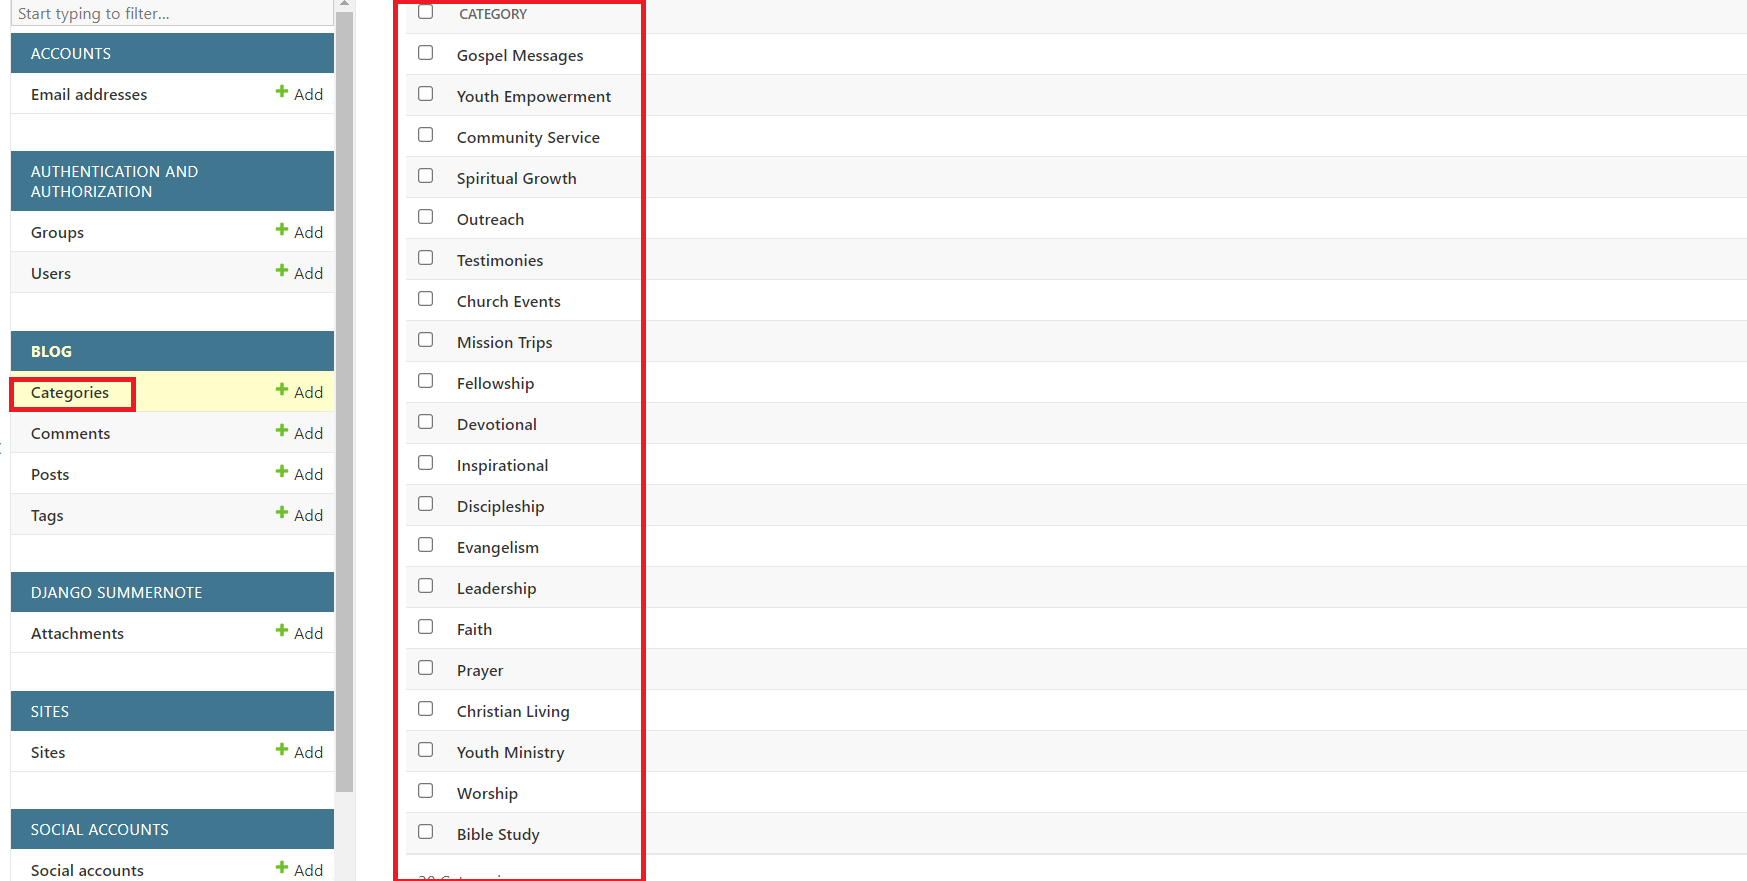 Start typing to filter...
ACCOUNTS
Email addresses
Add
AUTHENTICATION AND
AUTHORIZATION
Groups
Add
Users
Add
BLOG
Categories
Add
Comments
Add
Posts
Add
Tags
Add
DJANGO SUMMERNOTE
Attachments
Add
SITES
Sites
Add
SOCIAL ACCOUNTS
Social accounts
Add
CATEGORY
Gospel Messages
Youth Empowerment
Community Service
Spiritual Growth
Outreach
Testimonies
Church Events
Mission Trips
Fellowship
Devotional
Inspirational
Discipleship
Evangelism
Leadership
Faith
Prayer
Christian Living
Youth Ministry
Worship
Bible Study